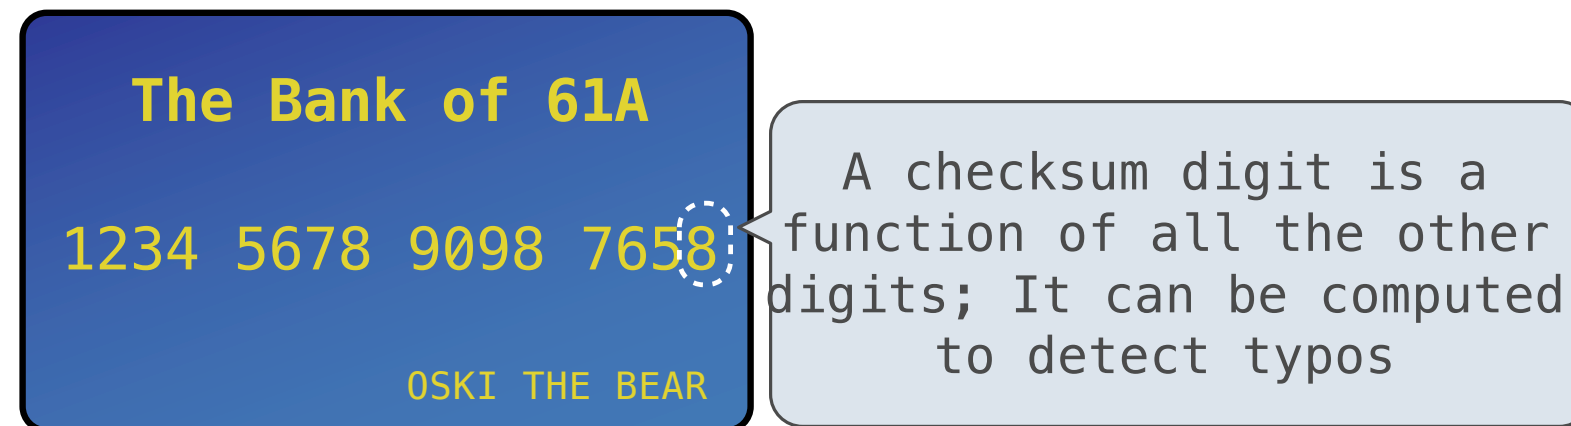 The Bank of 61A
1234 5678 9098 7658
OSKI THE BEAR
A checksum digit is a
function of all the other
digits; It can be computed
to detect typos